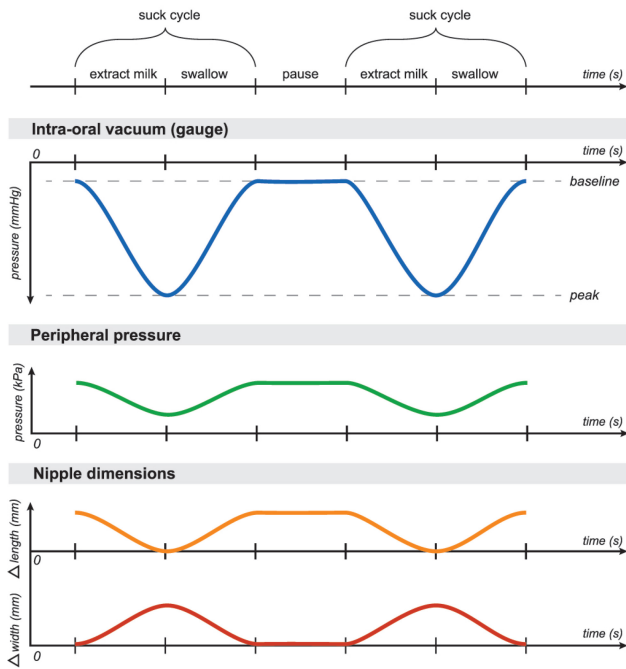 suck cycle suck cycle
extract milk swallow pause extract milk swallow time (s)
Intra-oral vacuum (gauge)
0 time (s)
baseline
pressure (mmHg)
peak
Peripheral pressure
pressure (kPa)
time (s)
0
Nipple dimensions
Δ length (mm)
time (s)
0
Δ width (mm)
time (s)
0